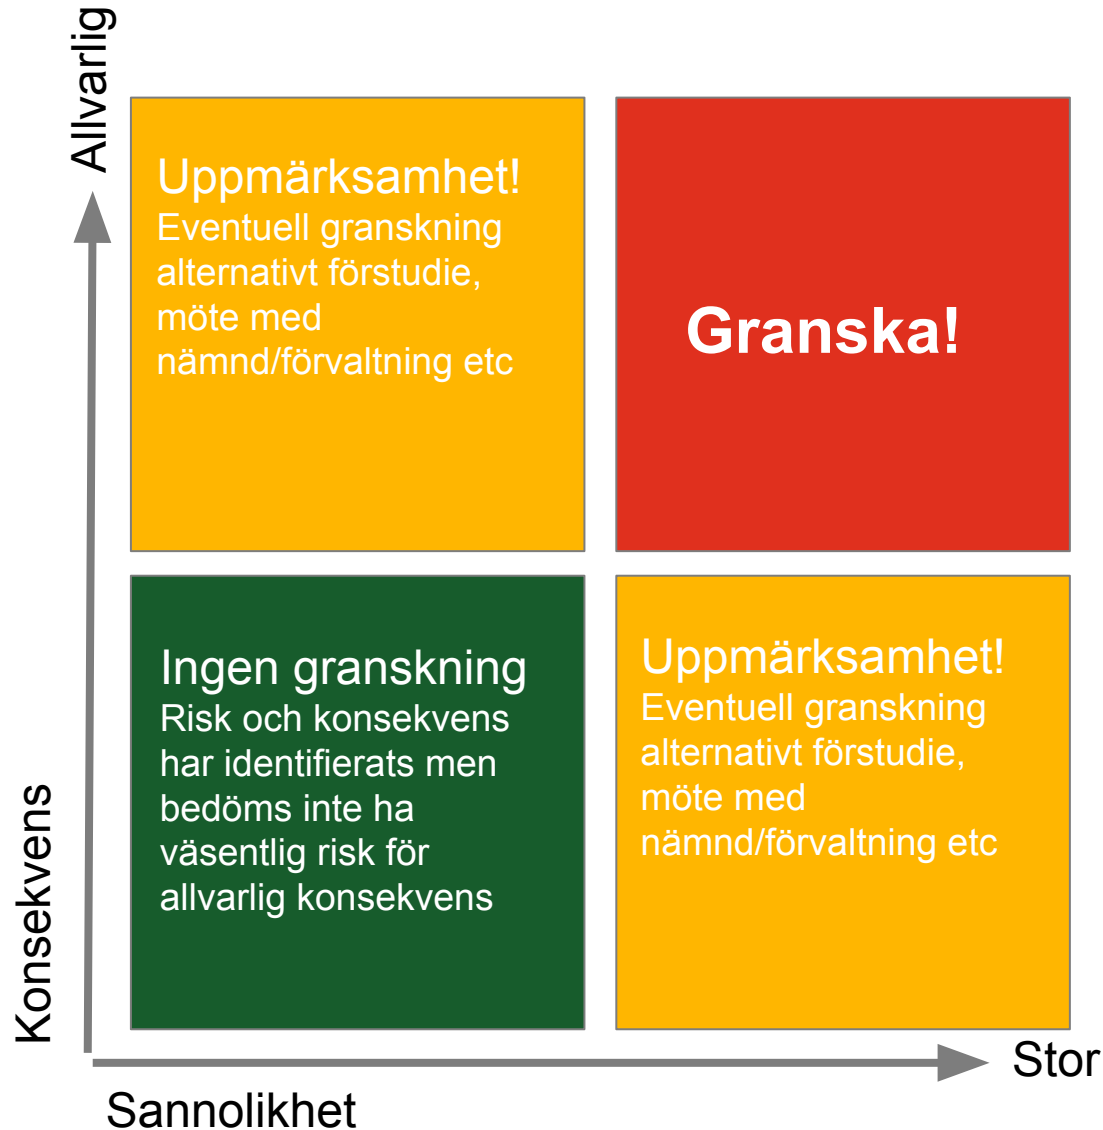 Allvarlig
Uppmärksamhet!
Eventuell granskning
alternativt förstudie,
möte med
nämnd/förvaltning etc
Granska!
Ingen granskning
Risk och konsekvens
har identifierats men
bedöms inte ha
väsentlig risk för
allvarlig konsekvens
Uppmärksamhet!
Eventuell granskning
alternativt förstudie,
möte med
nämnd/förvaltning etc
Konsekvens
Stor
Sannolikhet